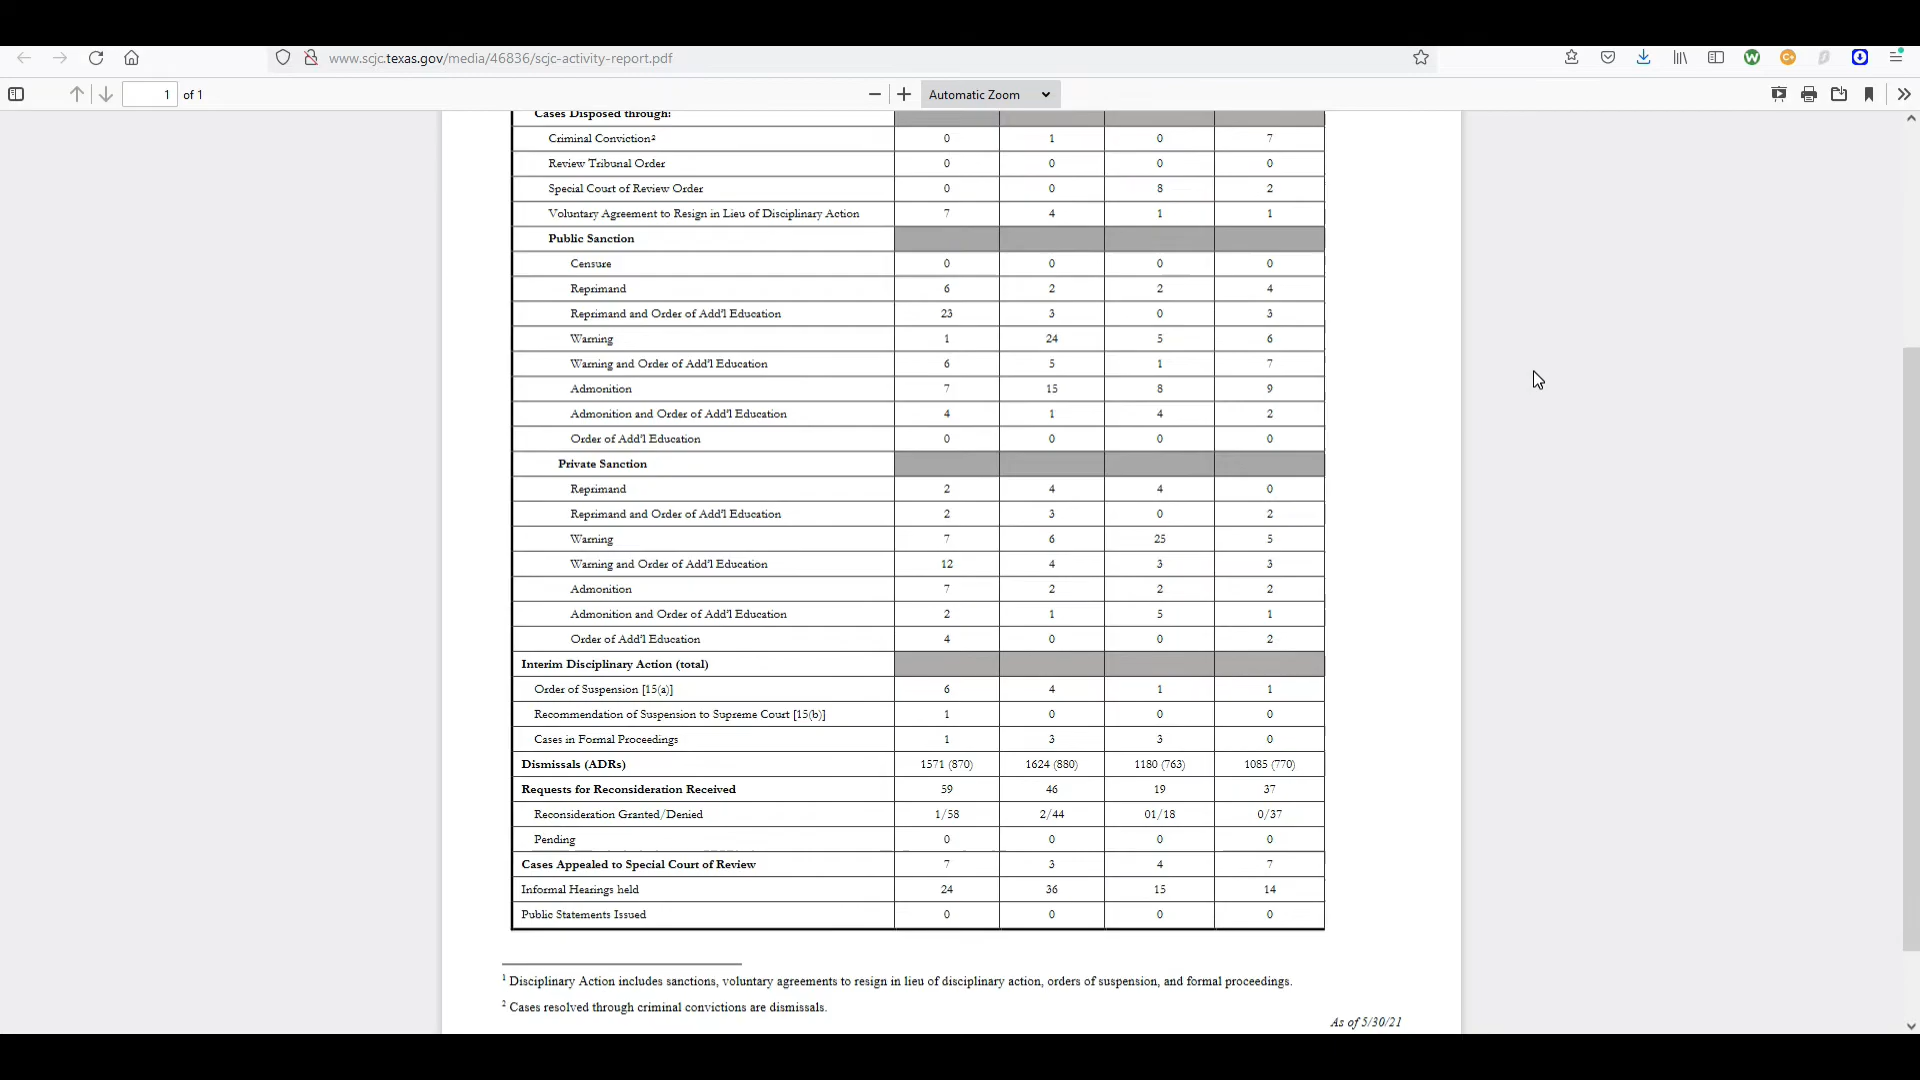 www.scjc.texas.gov/media/46836/scjc-activity-report.pdf
1 of 1 Automatic Zoom
Cases Disposed through:
Criminal Conviction² 0 1 0 7
Review Tribunal Order 0 0 0 0
Special Court of Review Order 0 0 8 2
Voluntary Agreement to Resign in Lieu of Disciplinary Action 7 4 1 1
Public Sanction
Censure 0 0 0 0
Reprimand 6 2 2 4
Reprimand and Order of Add'l Education 23 3 0 3
Warning 1 24 5 6
Warning and Order of Add'l Education 6 5 1 7
Admonition 7 15 8 9
Admonition and Order of Add'l Education 4 1 4 2
Order of Add'l Education 0 0 0 0
Private Sanction
Reprimand 2 4 4 0
Reprimand and Order of Add'l Education 2 3 0 2
Warning 7 6 25 5
Warning and Order of Add'l Education 12 4 3 3
Admonition 7 2 2 2
Admonition and Order of Add'l Education 2 1 5 1
Order of Add'l Education 4 0 0 2
Interim Disciplinary Action (total)
Order of Suspension [15(a)] 6 4 1 1
Recommendation of Suspension to Supreme Court [15(b)] 1 0 0 0
Cases in Formal Proceedings 1 3 3 0
Dismissals (ADRs) 1571 (870) 1624 (880) 1180 (763) 1085 (770)
Requests for Reconsideration Received 59 46 19 37
Reconsideration Granted/Denied 1/58 2/44 01/18 0/37
Pending 0 0 0 0
Cases Appealed to Special Court of Review 7 3 4 7
Informal Hearings held 24 36 15 14
Public Statements Issued 0 0 0 0
¹ Disciplinary Action includes sanctions, voluntary agreements to resign in lieu of disciplinary action, orders of suspension, and formal proceedings.
² Cases resolved through criminal convictions are dismissals.
As of 5/30/21